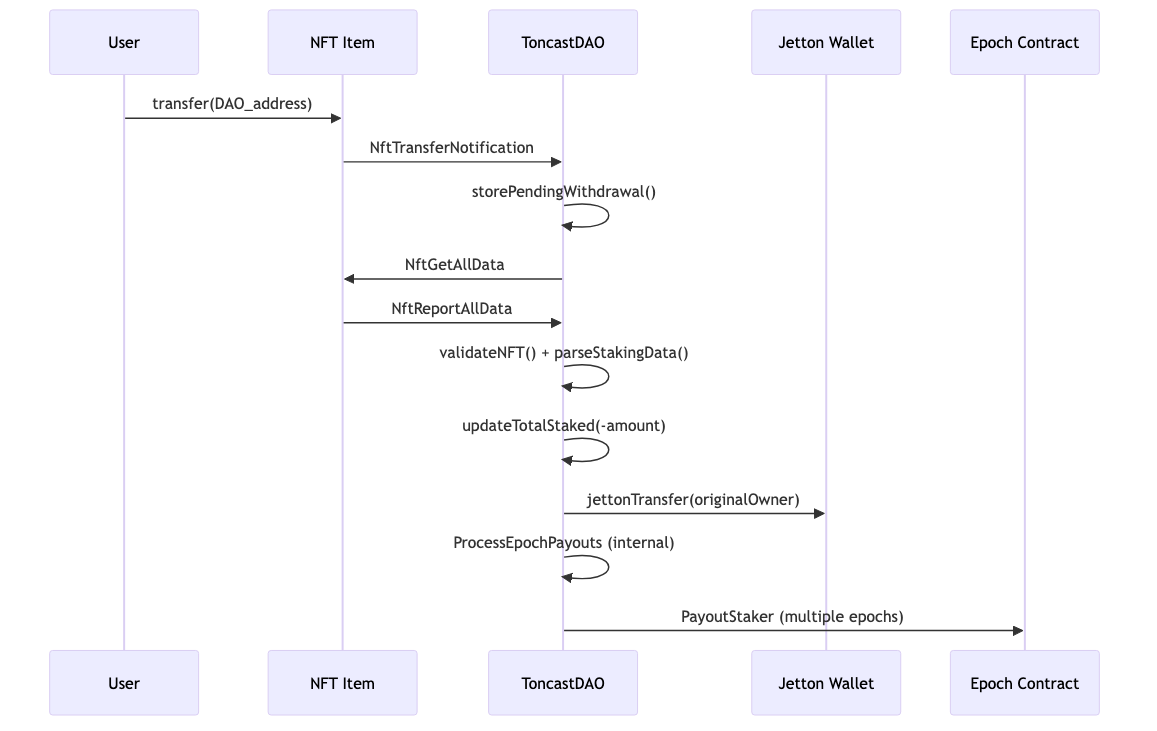 User
NFT Item
ToncastDAO
Jetton Wallet
Epoch Contract
transfer(DAO_address)
NftTransferNotification
storePendingWithdrawal()
NftGetAllData
NftReportAllData
validateNFT() + parseStakingData()
updateTotalStaked(-amount)
jettonTransfer(originalOwner)
ProcessEpochPayouts (internal)
PayoutStaker (multiple epochs)
User
NFT Item
ToncastDAO
Jetton Wallet
Epoch Contract